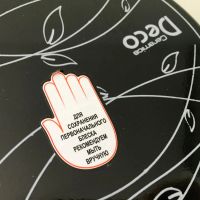 Ceramics
Deco
ДЛЯ
СОХРАНЕНИЯ
ПЕРВОНАЧАЛЬНОГО
БЛЕСКА
РЕКОМЕНДУЕМ
МЫТЬ
ВРУЧНУЮ